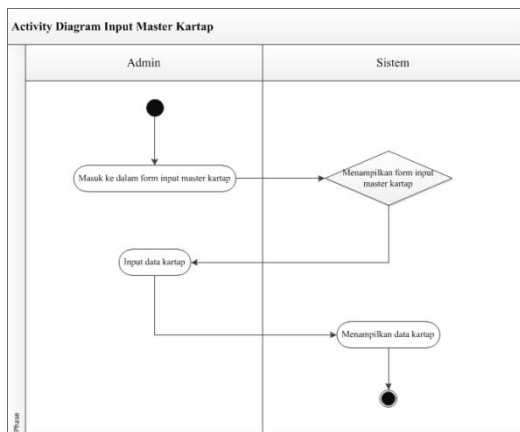 Activity Diagram Input Master Kartap
Admin
Sistem
Masuk ke dalam form input master kartap
Menampilkan form input
master kartap
Input data kartap
Menampilkan data kartap
Phase